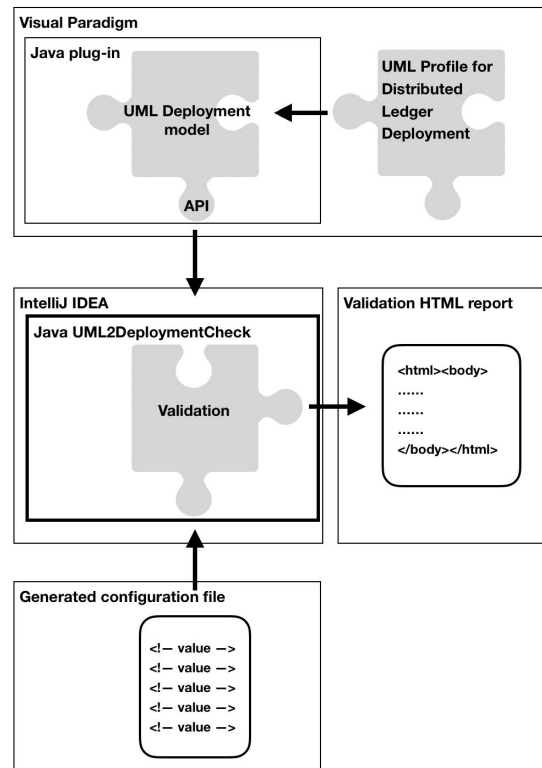 Visual Paradigm
Java plug-in
UML Deployment
model
API
UML Profile for
Distributed
Ledger
Deployment
IntelliJ IDEA
Java UML2DeploymentCheck
Validation
Validation HTML report
<html><body>
......
......
......
</body></html>
Generated configuration file
<!— value —>
<!— value —>
<!— value —>
<!— value —>
<!— value —>